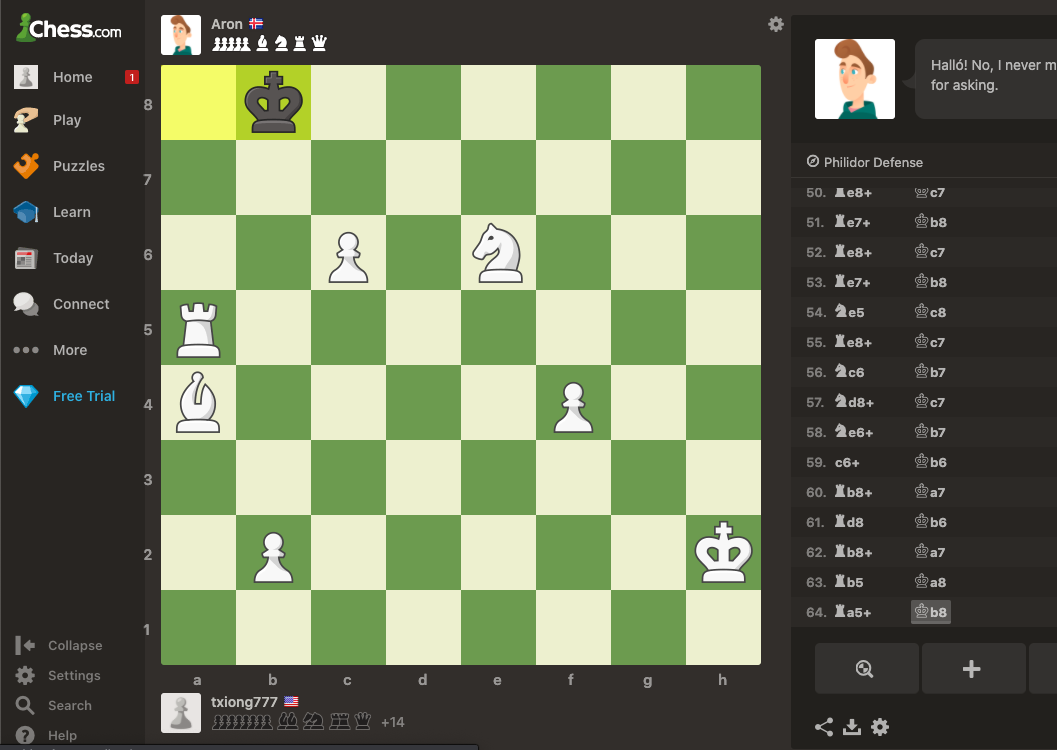 Chess.com
Home 1
Play
Puzzles
Learn
Today
Connect
More
Free Trial
Collapse
Settings
Search
Help
Aron
8
7
6
5
4
3
2
1
a b c d e f g h
txiong777
+14
Halló! No, I never m
for asking.
Philidor Defense
50. e8+ c7
51. e7+ b8
52. e8+ c7
53. e7+ b8
54. e5 c8
55. e8+ c7
56. c6 b7
57. d8+ c7
58. e6+ b7
59. c6+ b6
60. b8+ a7
61. d8 b6
62. b8+ a7
63. b5 a8
64. a5+ b8